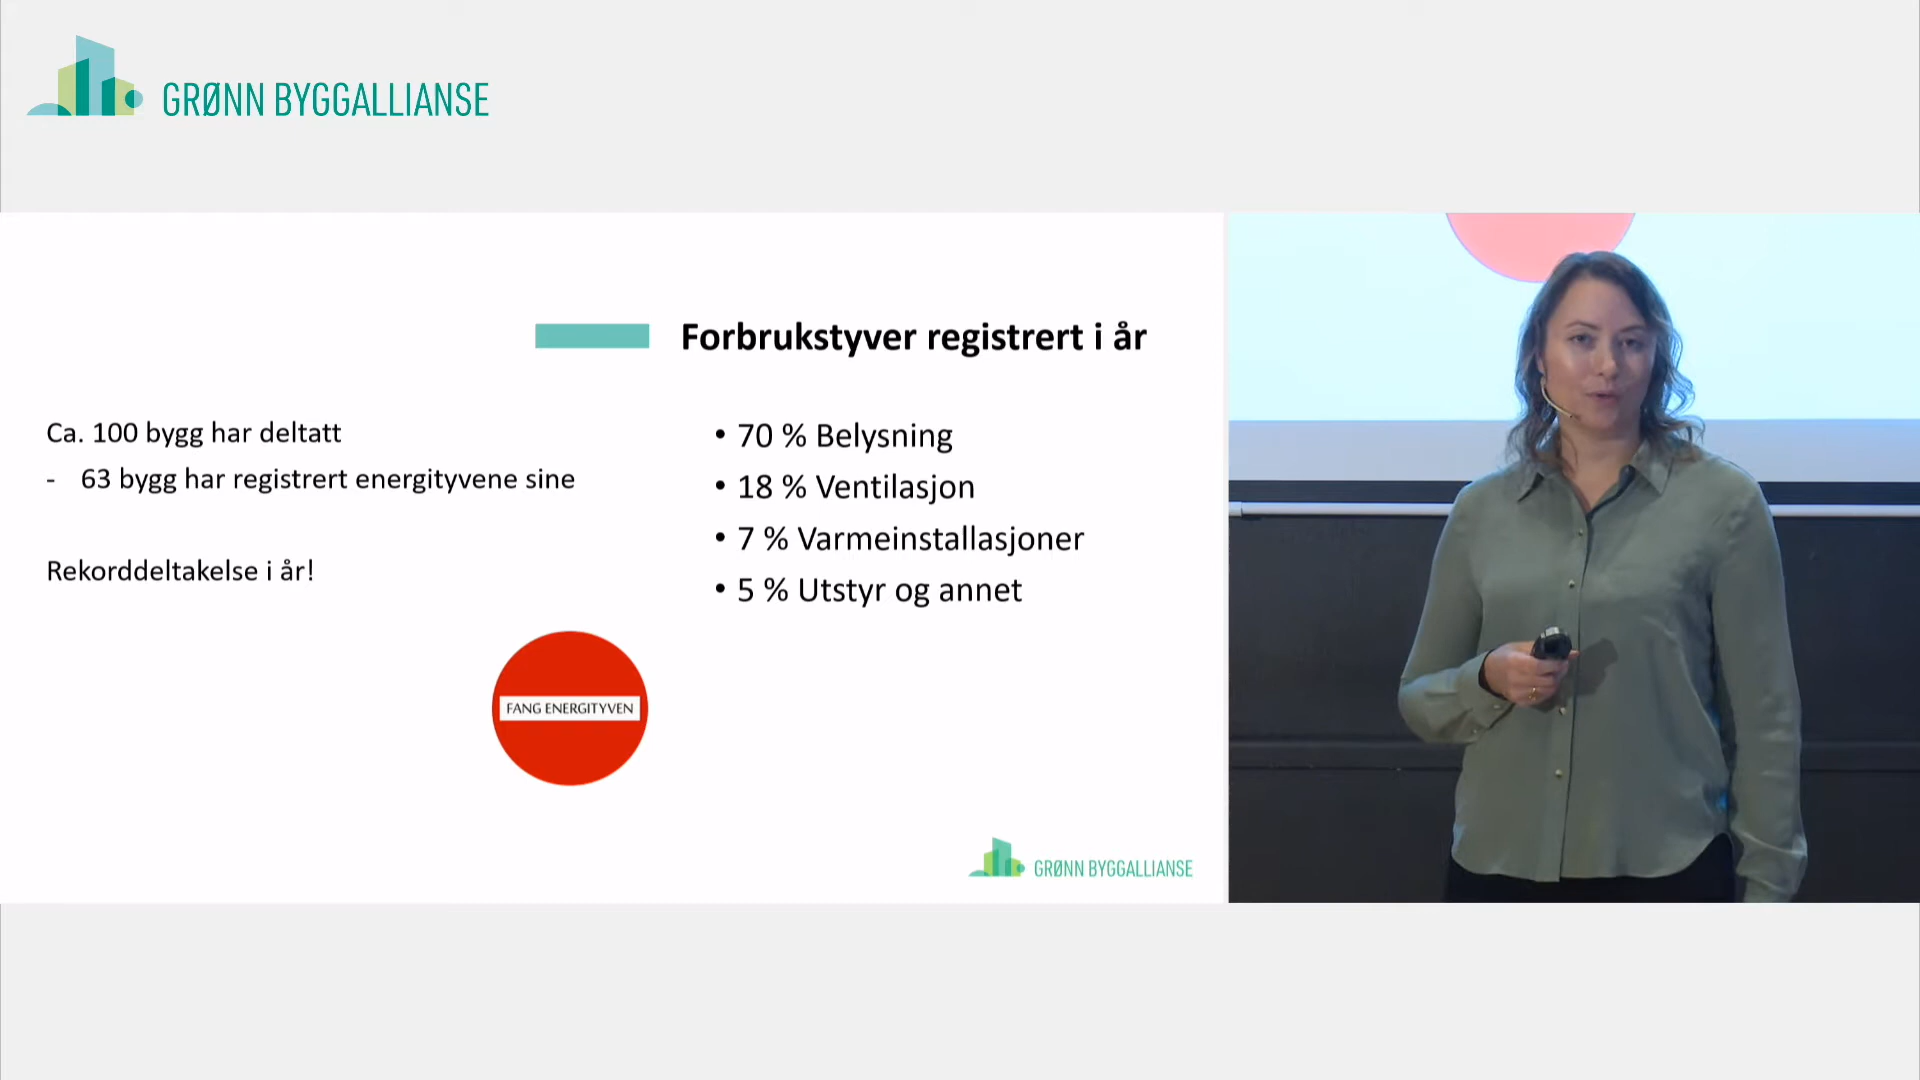 GRØNN BYGGALLIANSE
Forbrukstyver registrert i år
Ca. 100 bygg har deltatt
- 63 bygg har registrert energityvene sine
Rekorddeltakelse i år!
• 70 % Belysning
• 18 % Ventilasjon
• 7 % Varmeinstallasjoner
• 5 % Utstyr og annet
FANG ENERGITYVEN
GRØNN BYGGALLIANSE